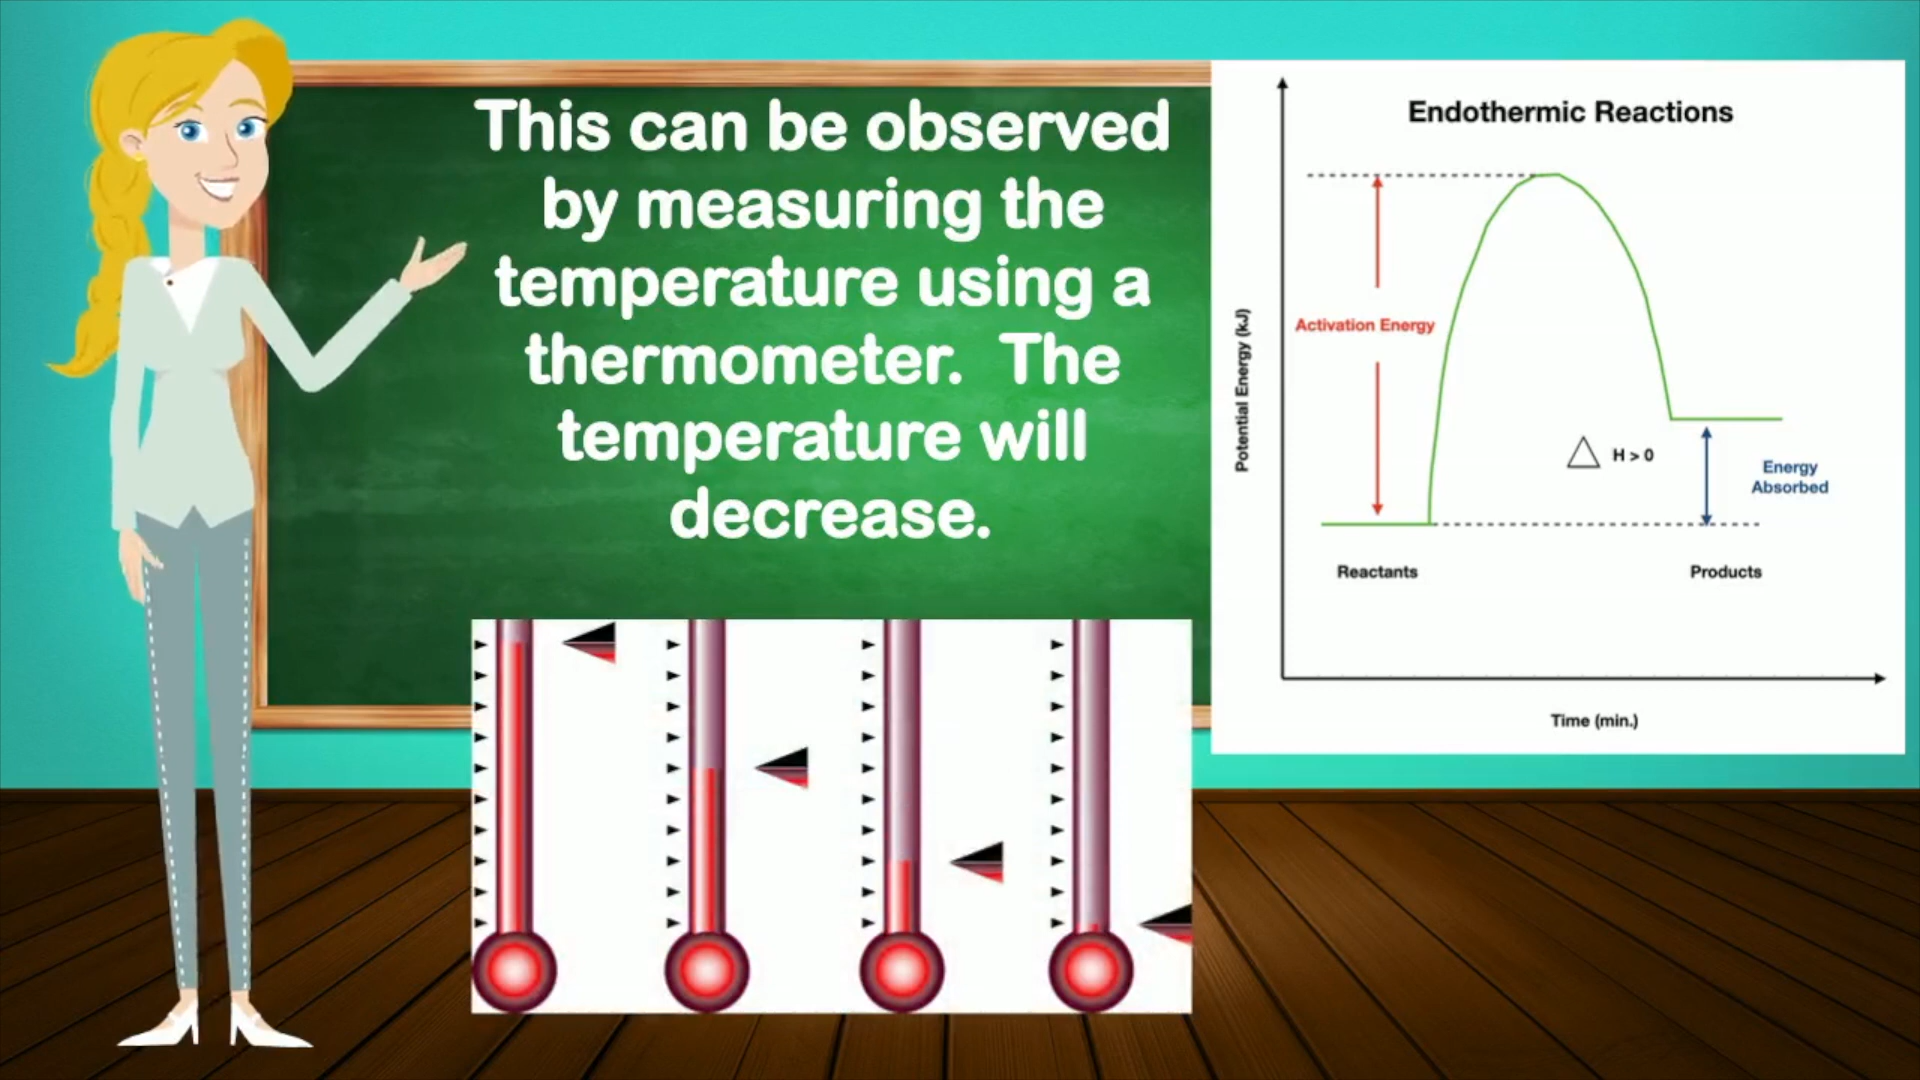 This can be observed
by measuring the
temperature using a
thermometer. The
temperature will
decrease.
Endothermic Reactions
Activation Energy
Potential Energy (kJ)
△ H > 0
Energy
Absorbed
Reactants
Products
Time (min.)